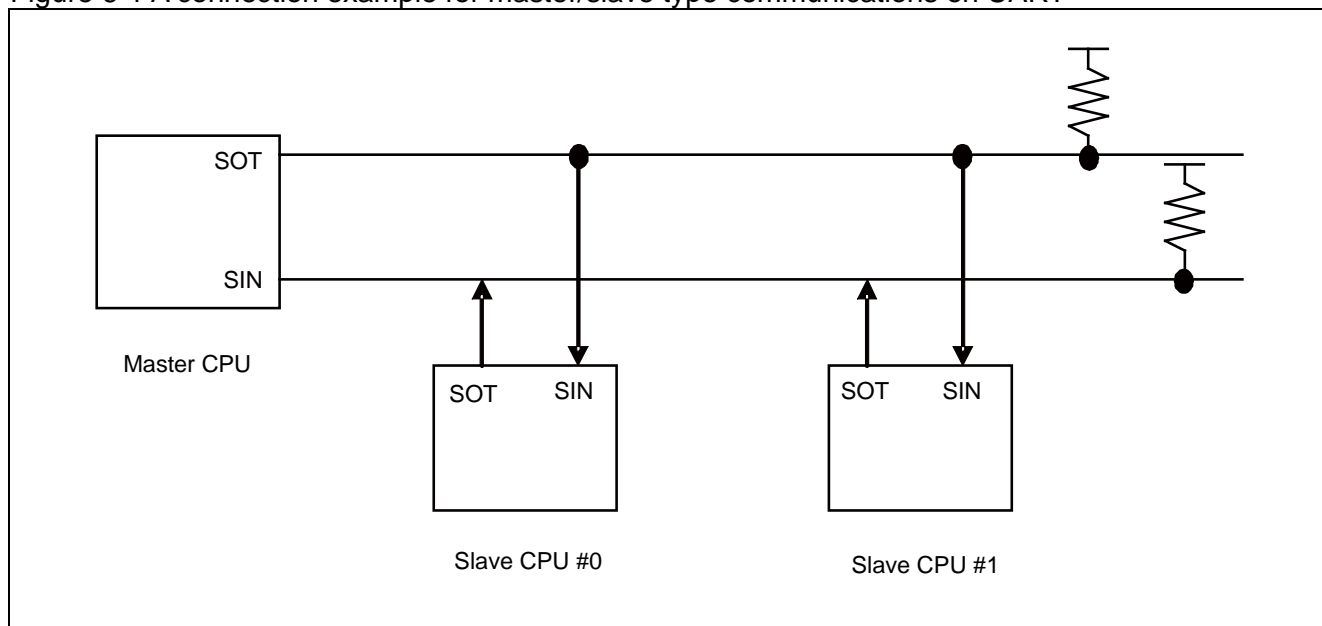 SOT
SIN
Master CPU
SOT SIN
SOT SIN
Slave CPU #0
Slave CPU #1